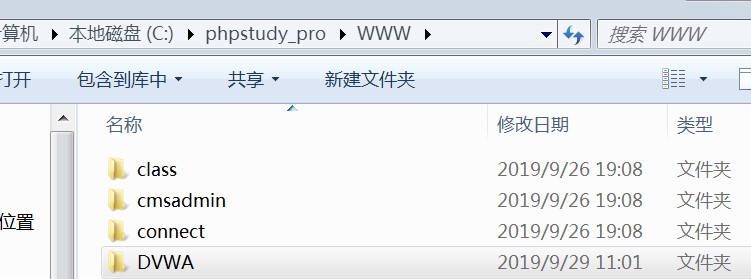 计算机 ▸ 本地磁盘 (C:) ▸ phpstudy_pro ▸ WWW ▸ 搜索 WWW
打开 包含到库中 共享 新建文件夹
名称 修改日期 类型
class 2019/9/26 19:08 文件夹
cmsadmin 2019/9/26 19:08 文件夹
位置
connect 2019/9/26 19:08 文件夹
DVWA 2019/9/29 11:01 文件夹